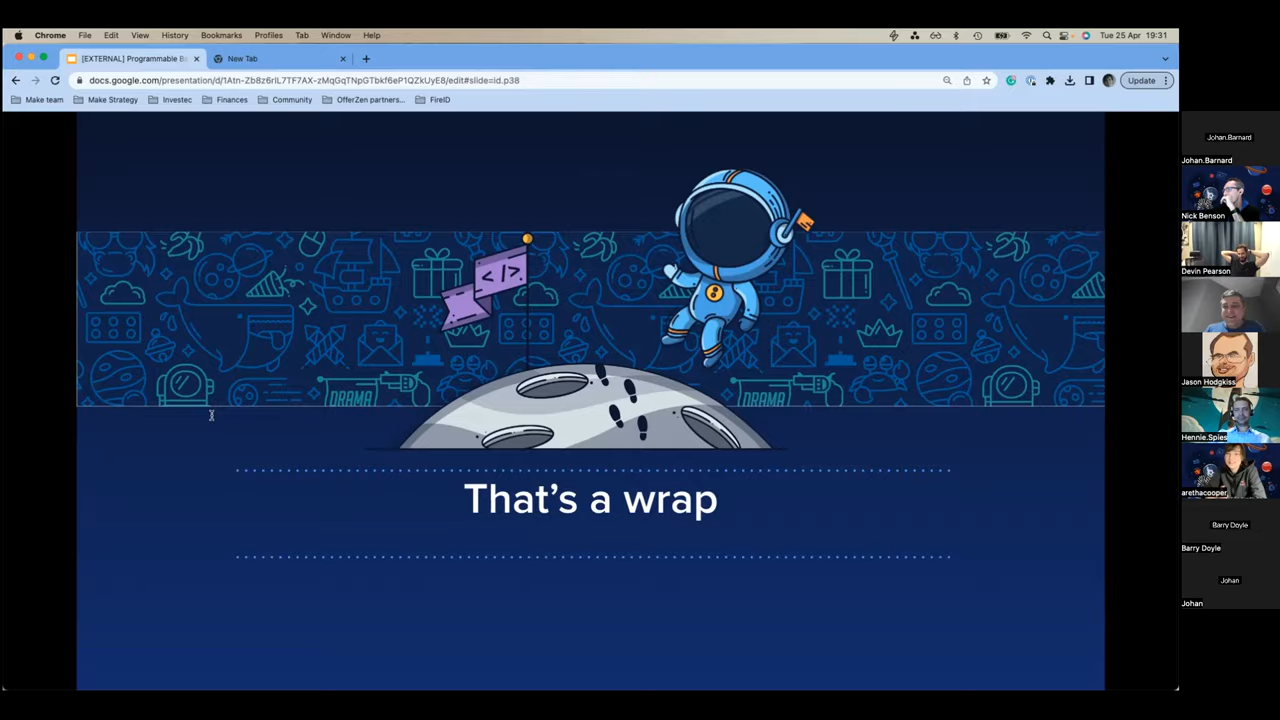 Chrome File Edit View History Bookmarks Profiles Tab Window Help Tue 25 Apr 19:31
[EXTERNAL] Programmable Ba New Tab
docs.google.com/presentation/d/1Atn-Zb8z6rIL7TF7AX-zMqGqTNpGTbkf6eP1QZkUyE8/edit#slide=id.p38 Update
Make team Make Strategy Investec Finances Community OfferZen partners... FireID
</>
DRAMA DRAMA
That's a wrap
Johan.Barnard
Johan.Barnard
Nick Benson
Devin Pearson
Jason Hodgkiss
Hennie.Spies
arethacooper
Barry Doyle
Barry Doyle
Johan
Johan